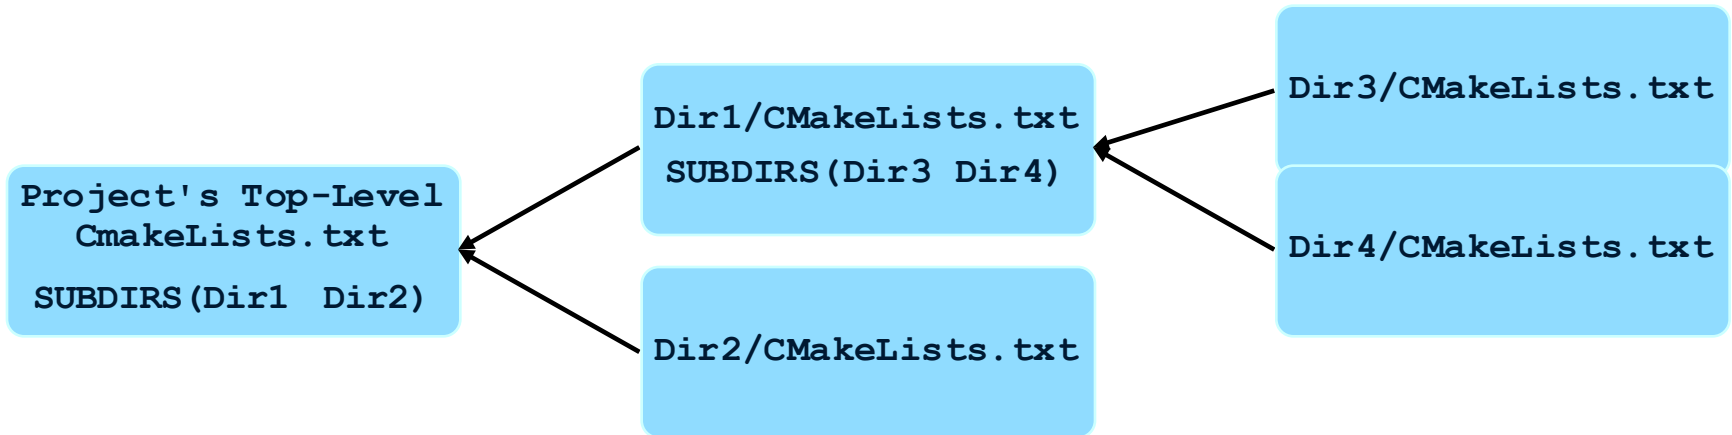 Project's Top-Level
CmakeLists.txt
SUBDIRS(Dir1 Dir2)
Dir1/CMakeLists.txt
SUBDIRS(Dir3 Dir4)
Dir2/CMakeLists.txt
Dir3/CMakeLists.txt
Dir4/CMakeLists.txt